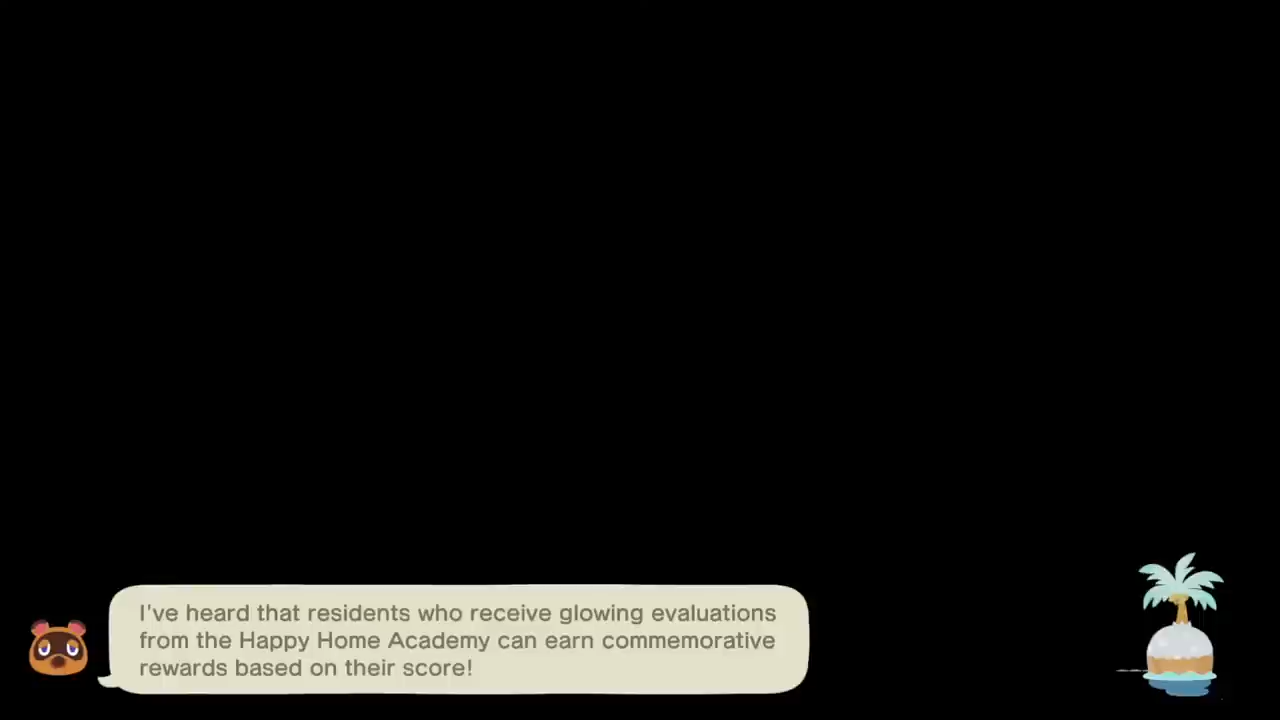 I've heard that residents who receive glowing evaluations
from the Happy Home Academy can earn commemorative
rewards based on their score!